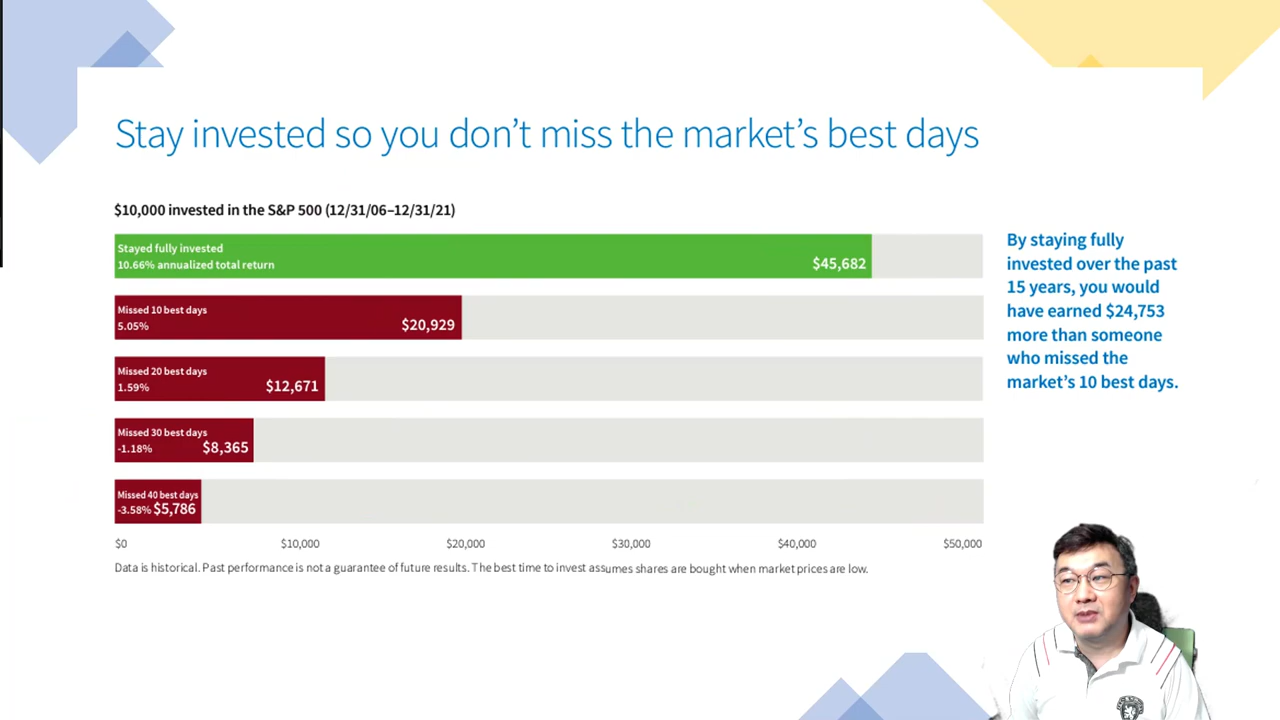 Stay invested so you don't miss the market's best days
$10,000 invested in the S&P 500 (12/31/06–12/31/21)
Stayed fully invested
10.66% annualized total return
$45,682
Missed 10 best days
5.05%
$20,929
Missed 20 best days
1.59%
$12,671
Missed 30 best days
-1.18%
$8,365
Missed 40 best days
-3.58% $5,786
$0 $10,000 $20,000 $30,000 $40,000 $50,000
Data is historical. Past performance is not a guarantee of future results. The best time to invest assumes shares are bought when market prices are low.
By staying fully
invested over the past
15 years, you would
have earned $24,753
more than someone
who missed the
market's 10 best days.